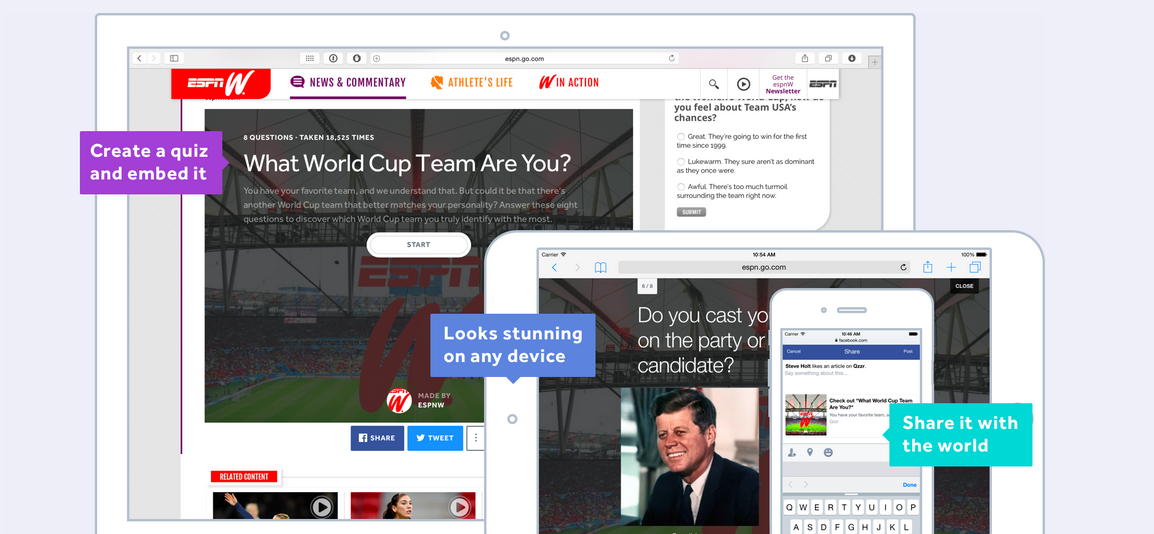 espn.go.com
ESPN W
NEWS & COMMENTARY
ATHLETE'S LIFE
IN ACTION
Get the
espnW
Newsletter
ESPN
you feel about Team USA's
chances?
Great. They're going to win for the first
time since 1999.
Lukewarm. They sure aren't as dominant
as they once were.
Awful. There's too much turmoil
surrounding the team right now.
SUBMIT
8 QUESTIONS · TAKEN 18,525 TIMES
What World Cup Team Are You?
You have your favorite team, and we understand that. But could it be that there's
another World Cup team that better matches your personality? Answer these eight
questions to discover which World Cup team you truly identify with the most.
START
ESPN
W
MADE BY
ESPNW
SHARE
TWEET
RELATED CONTENT
Create a quiz
and embed it
Looks stunning
on any device
Carrier
10:54 AM
100%
espn.go.com
6 / 8
CLOSE
Do you cast yo
on the party or
candidate?
Carrier
10:46 AM
facebook.com
Cancel
Share
Post
Steve Holt likes an article on Qzzr.
Say something about this...
Check out "What World Cup Team
Are You?"
You have your favorite team, a
Qzzr
Done
Q W E R T Y U I O P
A S D F G H J K L
Share it with
the world